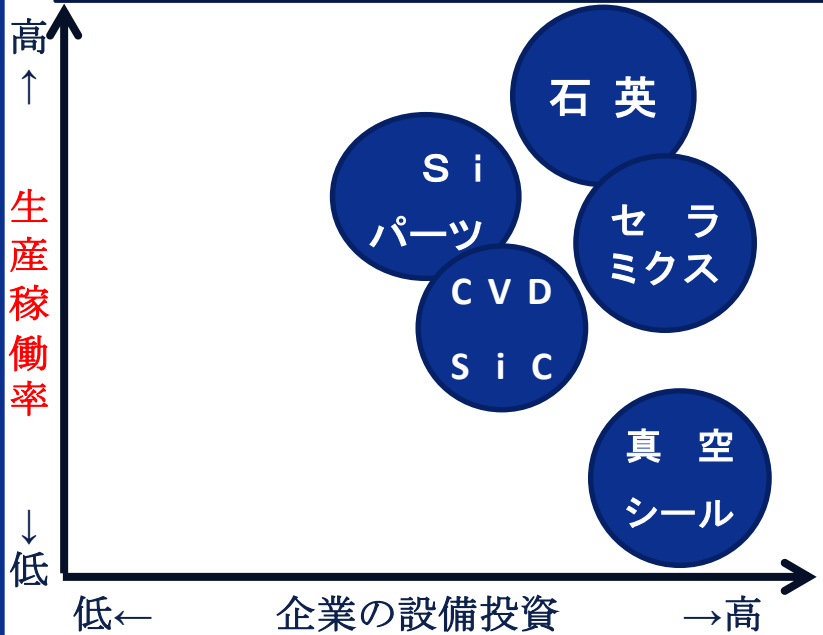 高
↑
生
産
稼
働
率
↓
低
石 英
Ｓ ｉ
パーツ
セ ラ
ミクス
C V D
S i C
真 空
シール
低← 企業の設備投資 →高